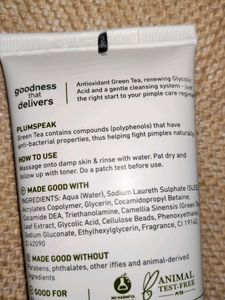 goodness
that
delivers
Antioxidant Green Tea, renewing Glycolic
Acid and a gentle cleansing system - just
the right start to your pimple care regime
PLUMSPEAK
Green Tea contains compounds (polyphenols) that have
anti-bacterial properties, thus helping fight pimples naturally.
HOW TO USE
Massage onto damp skin & rinse with water. Pat dry and
follow up with toner. Do a patch test before use.
MADE GOOD WITH
INGREDIENTS: Aqua (Water), Sodium Laureth Sulphate (SLES),
Acrylates Copolymer, Glycerin, Cocamidopropyl Betaine,
Cocamide DEA, Triethanolamine, Camellia Sinensis (Green Tea)
Leaf Extract, Glycolic Acid, Cellulose Beads, Phenoxyethanol,
Sodium Gluconate, Ethylhexylglycerin, Fragrance, CI 19140,
CI 42090
MADE GOOD WITHOUT
Parabens, phthalates, other iffies and animal-derived
GOOD FOR
NO HARMFUL
ANIMAL
TEST-FREE
PETA